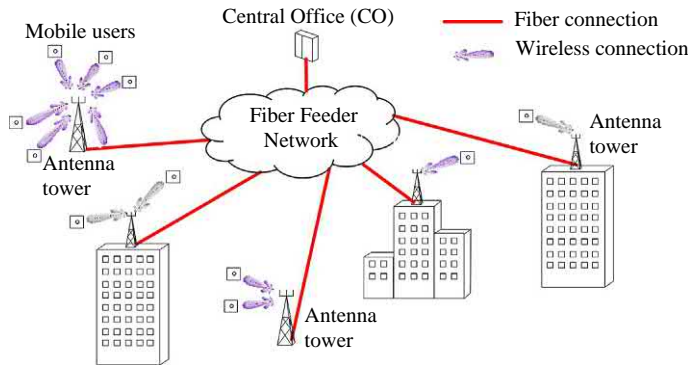 Central Office (CO)
Fiber connection
Mobile users
Wireless connection
Fiber Feeder
Network
Antenna
tower
Antenna
tower
Antenna
tower